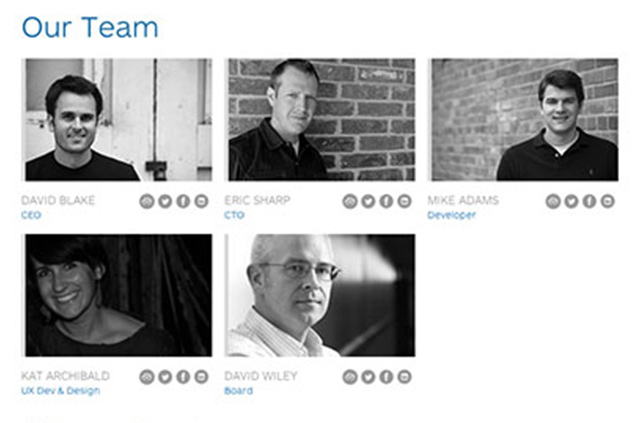 Our Team
DAVID BLAKE
CEO
ERIC SHARP
CTO
MIKE ADAMS
Developer
KAT ARCHIBALD
UX Dev & Design
DAVID WILEY
Board